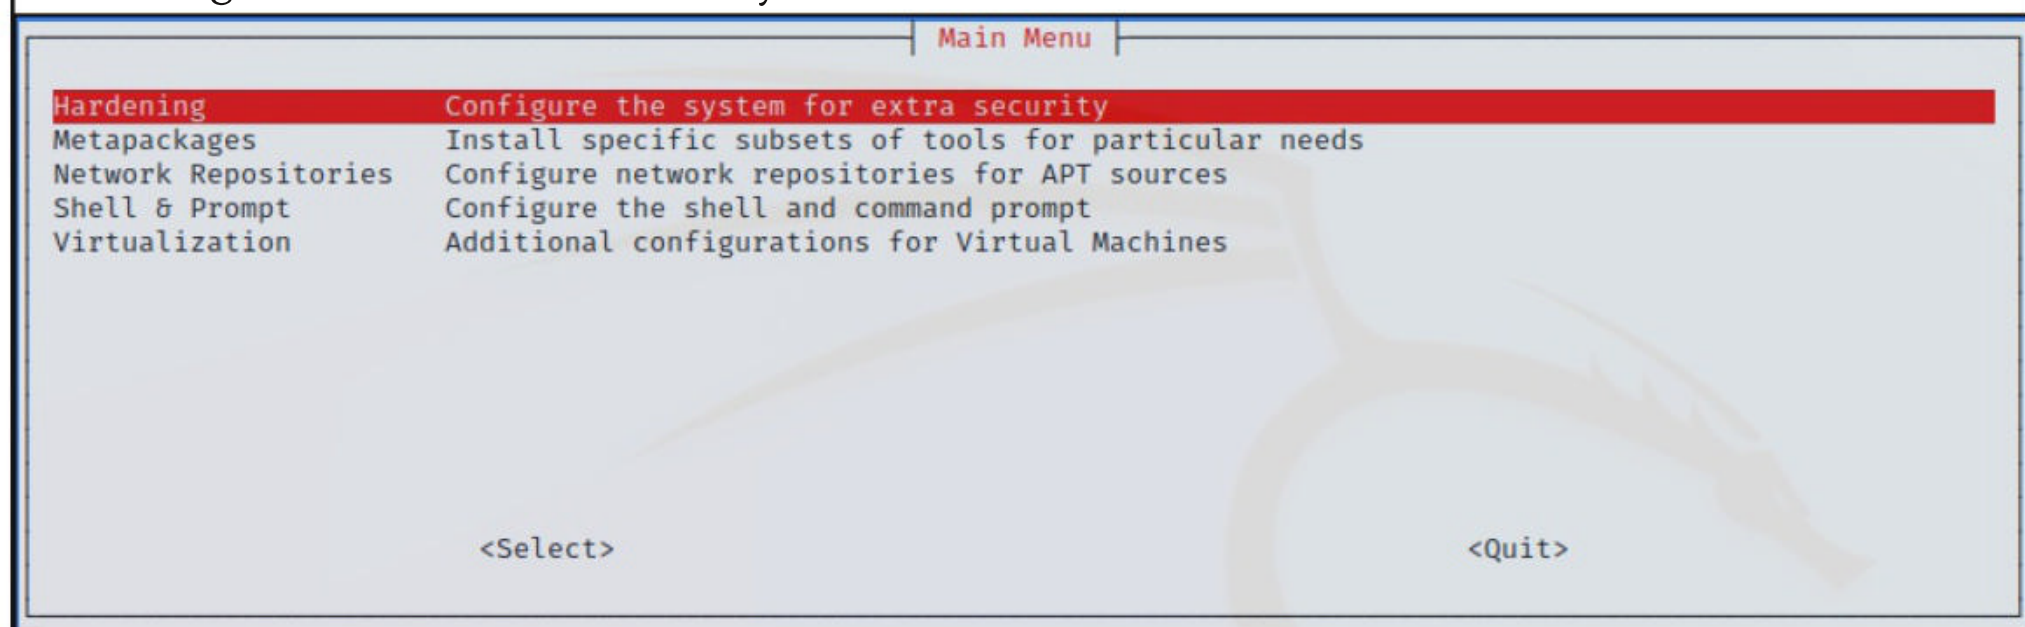 Main Menu
Hardening Configure the system for extra security
Metapackages Install specific subsets of tools for particular needs
Network Repositories Configure network repositories for APT sources
Shell & Prompt Configure the shell and command prompt
Virtualization Additional configurations for Virtual Machines
<Select> <Quit>